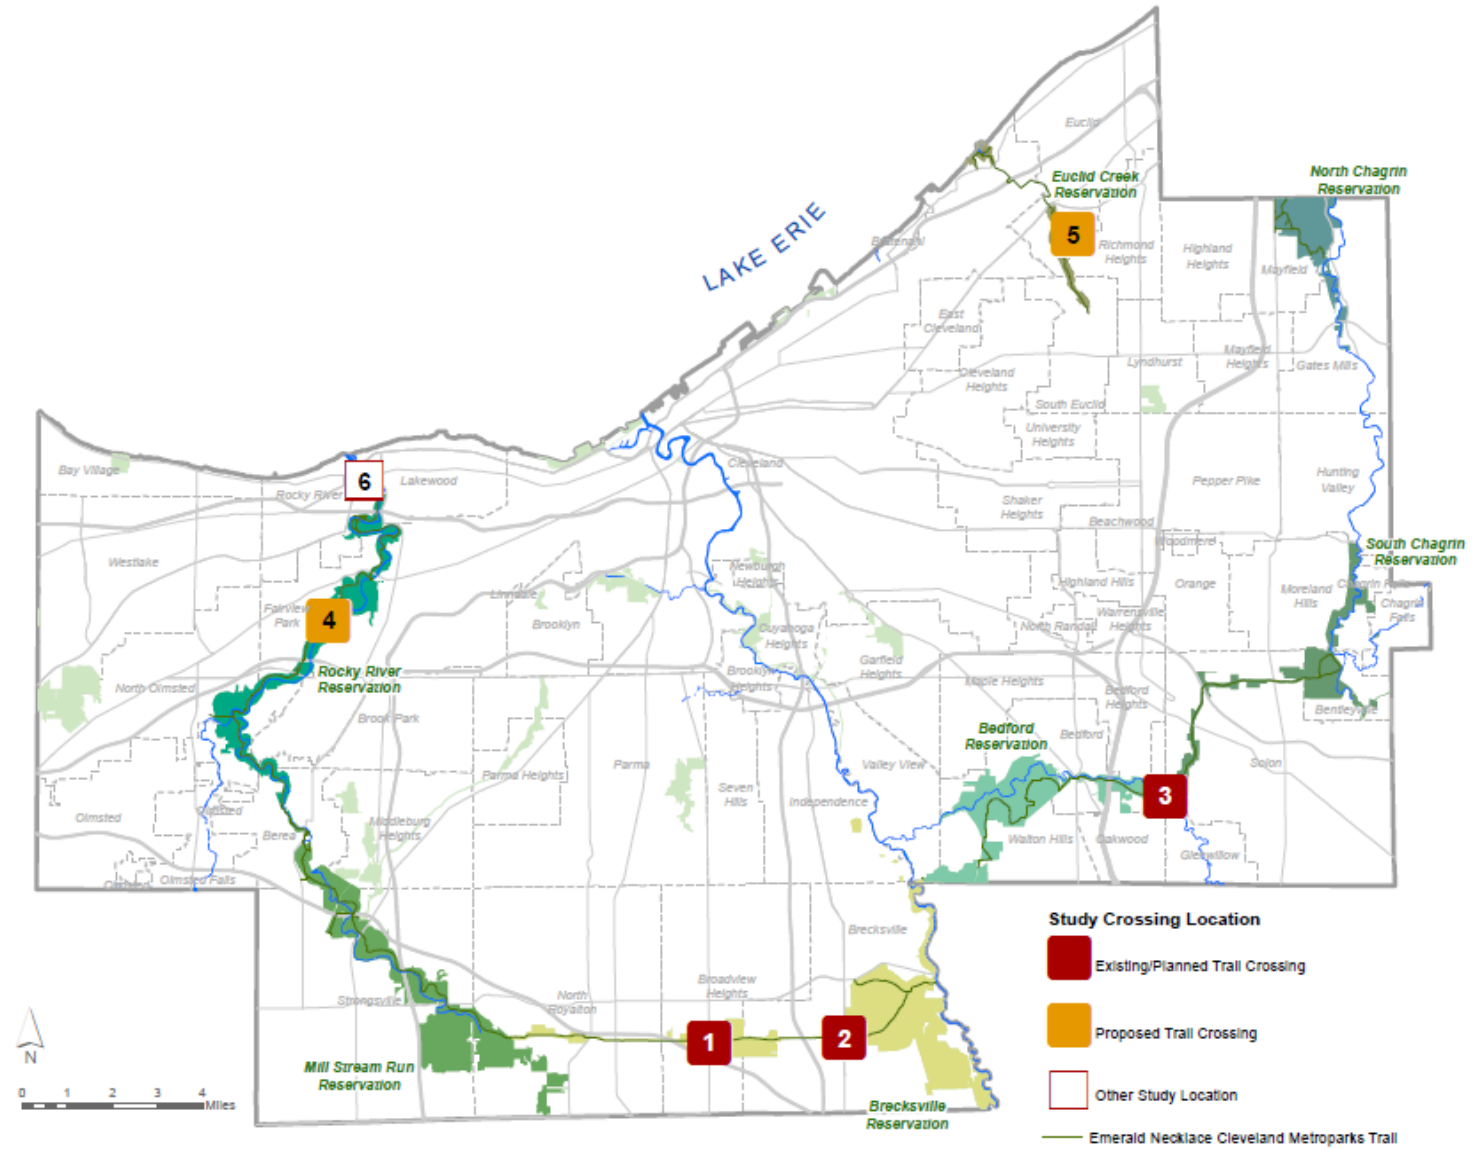 North Chagrin
Reservation
Euclid
Euclid Creek
Reservation
LAKE ERIE
5
Richmond
Heights
Highland
Heights
Mayfield
East
Cleveland
Mayfield
Heights
Gates Mills
Lyndhurst
Cleveland
Heights
South Euclid
University
Heights
Bay Village
6
Lakewood
Rocky River
Cleveland
Pepper Pike
Hunting
Valley
Shaker
Heights
Beachwood
Woodmere
South Chagrin
Reservation
Westlake
Newburgh
Heights
Highland Hills
Orange
Moreland
Hills
Chagrin
Falls
Linndale
Fairview
Park
4
Brooklyn
Cuyahoga
Heights
North Randall
Warrensville
Heights
Rocky River
Reservation
North Olmsted
Brooklyn
Heights
Garfield
Heights
Maple Heights
Bedford
Heights
Bentleyville
Brook Park
Bedford
Reservation
Bedford
Solon
Parma Heights
Parma
Valley View
Seven
Hills
Independence
3
Olmsted
Olmsted
Berea
Middleburg
Heights
Walton Hills
Oakwood
Glenwillow
Olmsted Falls
Brecksville
Study Crossing Location
Existing/Planned Trail Crossing
Strongsville
North
Royalton
Broadview
Heights
1
2
Proposed Trail Crossing
N
Mill Stream Run
Reservation
0 1 2 3 4
Miles
Brecksville
Reservation
Other Study Location
Emerald Necklace Cleveland Metroparks Trail